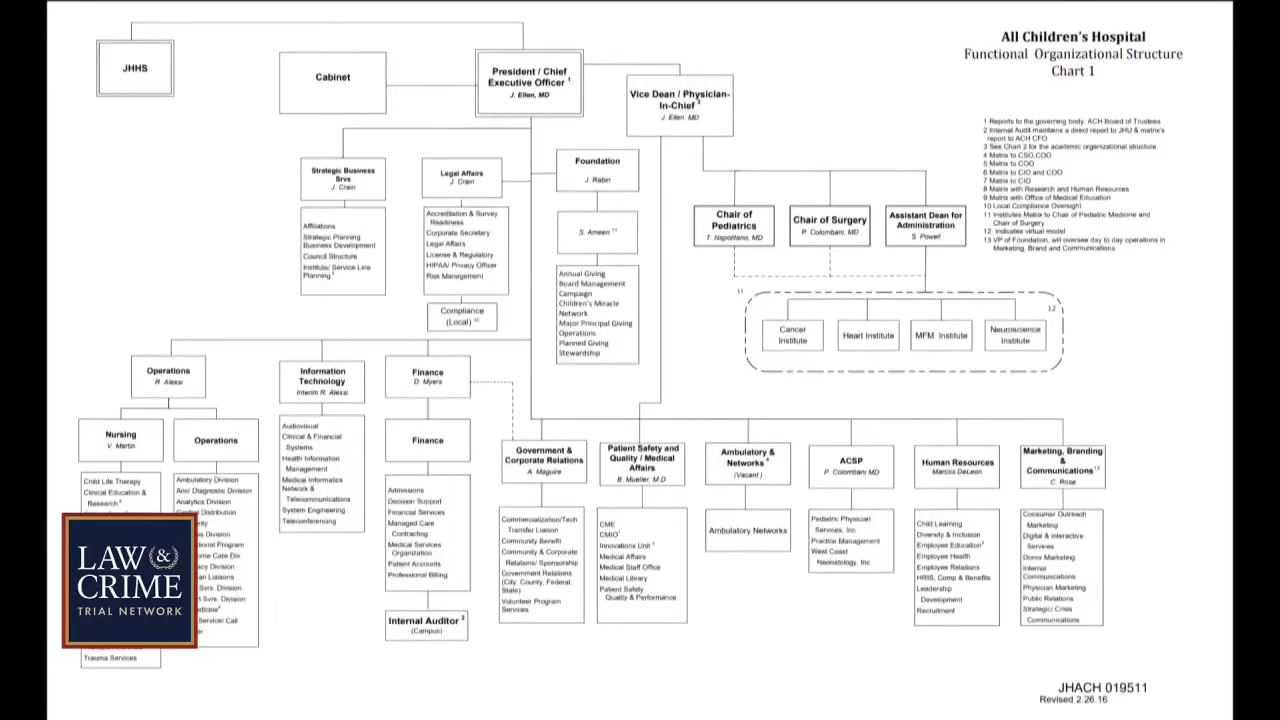 All Children's Hospital
Functional Organizational Structure
Chart 1
JHHS
Cabinet
President / Chief
Executive Officer 1
J. Ellen, MD
Vice Dean / Physician-
In-Chief 3
J. Ellen, MD
1 Reports to the governing body, ACH Board of Trustees
2 Internal Audit maintains a direct report to JHU & matrix's
report to ACH CFO
3 See Chart 2 for the academic organizational structure
4 Matrix to CSO,COO
5 Matrix to COO
6 Matrix to CIO and COO
7 Matrix to CIO
8 Matrix with Research and Human Resources
9 Matrix with Office of Medical Education
10 Local Compliance Oversight
11 Institutes Matrix to Chair of Pediatric Medicine and
Chair of Surgery
12 Indicates virtual model
13 VP of Foundation, will oversee day to day operations in
Marketing, Brand and Communications
Strategic Business
Srvs
J. Crain
Affiliations
Strategic Planning
Business Development
Council Structure
Institute/ Service Line
Planning
Legal Affairs
J. Crain
Accreditation & Survey
Readiness
Corporate Secretary
Legal Affairs
License & Regulatory
HIPAA/ Privacy Officer
Risk Management
Compliance
(Local) 10
Foundation
J. Rabin
S. Ameen 13
Annual Giving
Board Management
Campaign
Children's Miracle
Network
Major Principal Giving
Operations
Planned Giving
Stewardship
Chair of
Pediatrics
T. Napolitano, MD
Chair of Surgery
P. Colombani, MD
Assistant Dean for
Administration
S. Powell
11
12
Cancer
Institute
Heart Institute
MFM Institute
Neuroscience
Institute
Operations
R. Alessi
Nursing
V. Martin
Child Life Therapy
Clinical Education &
Research
Trauma Services
Operations
Ambulatory Division
Anc/ Diagnostic Division
Analytics Division
Central Distribution
Information
Technology
Interim R. Alessi
Audiovisual
Clinical & Financial
Systems
Health Information
Management
Medical Informatics
Network &
Telecommunications
System Engineering
Teleconferencing
Finance
D. Myers
Finance
Admissions
Decision Support
Financial Services
Managed Care
Contracting
Medical Services
Organization
Patient Accounts
Professional Billing
Internal Auditor 2
(Campus)
Government &
Corporate Relations
A. Maguire
Commercialization/Tech
Transfer Liaison
Community Benefit
Community & Corporate
Relations/ Sponsorship
Government Relations
(City, County, Federal,
State)
Volunteer Program
Services
Patient Safety and
Quality / Medical
Affairs
B. Mueller, M.D
CME
CMIO
Innovations Unit
Medical Affairs
Medical Staff Office
Medical Library
Patient Safety
Quality & Performance
Ambulatory &
Networks
(Vacant )
Ambulatory Networks
ACSP
P. Colombani MD
Pediatric Physician
Services, Inc
Practice Management
West Coast
Neonatology, Inc
Human Resources
Marcos DeLeon
Child Learning
Diversity & Inclusion
Employee Education
Employee Health
Employee Relations
HRIS, Comp & Benefits
Leadership
Development
Recruitment
Marketing, Branding
&
Communications 13
C. Rose
Consumer Outreach
Marketing
Digital & interactive
Services
Donor Marketing
Internal
Communications
Physician Marketing
Public Relations
Strategic/ Crisis
Communications
LAW &
CRIME
TRIAL NETWORK
JHACH 019511
Revised 2.26.16